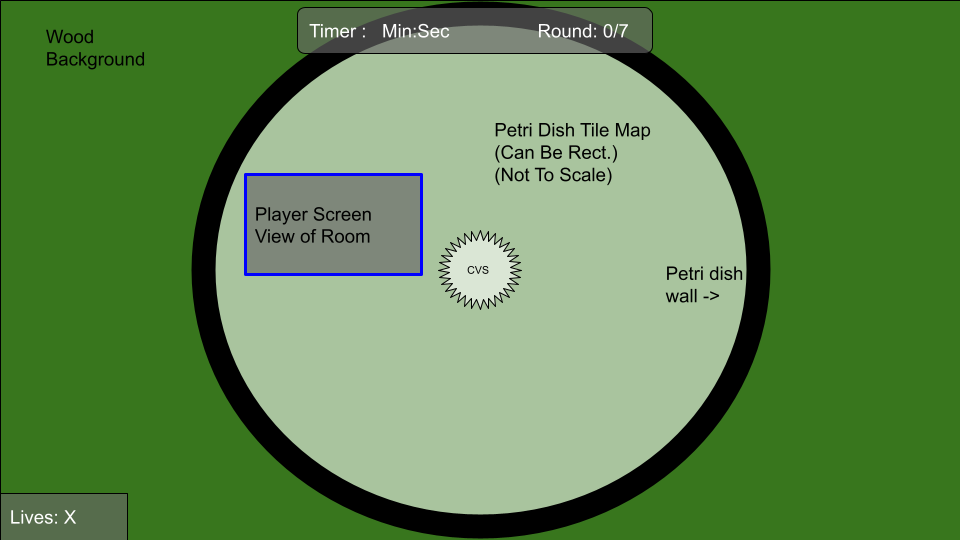 Timer :   Min:Sec   Round: 0/7
Wood
Background
Petri Dish Tile Map
(Can Be Rect.)
(Not To Scale)
Player Screen
View of Room
CVS
Petri dish
wall ->
Lives: X